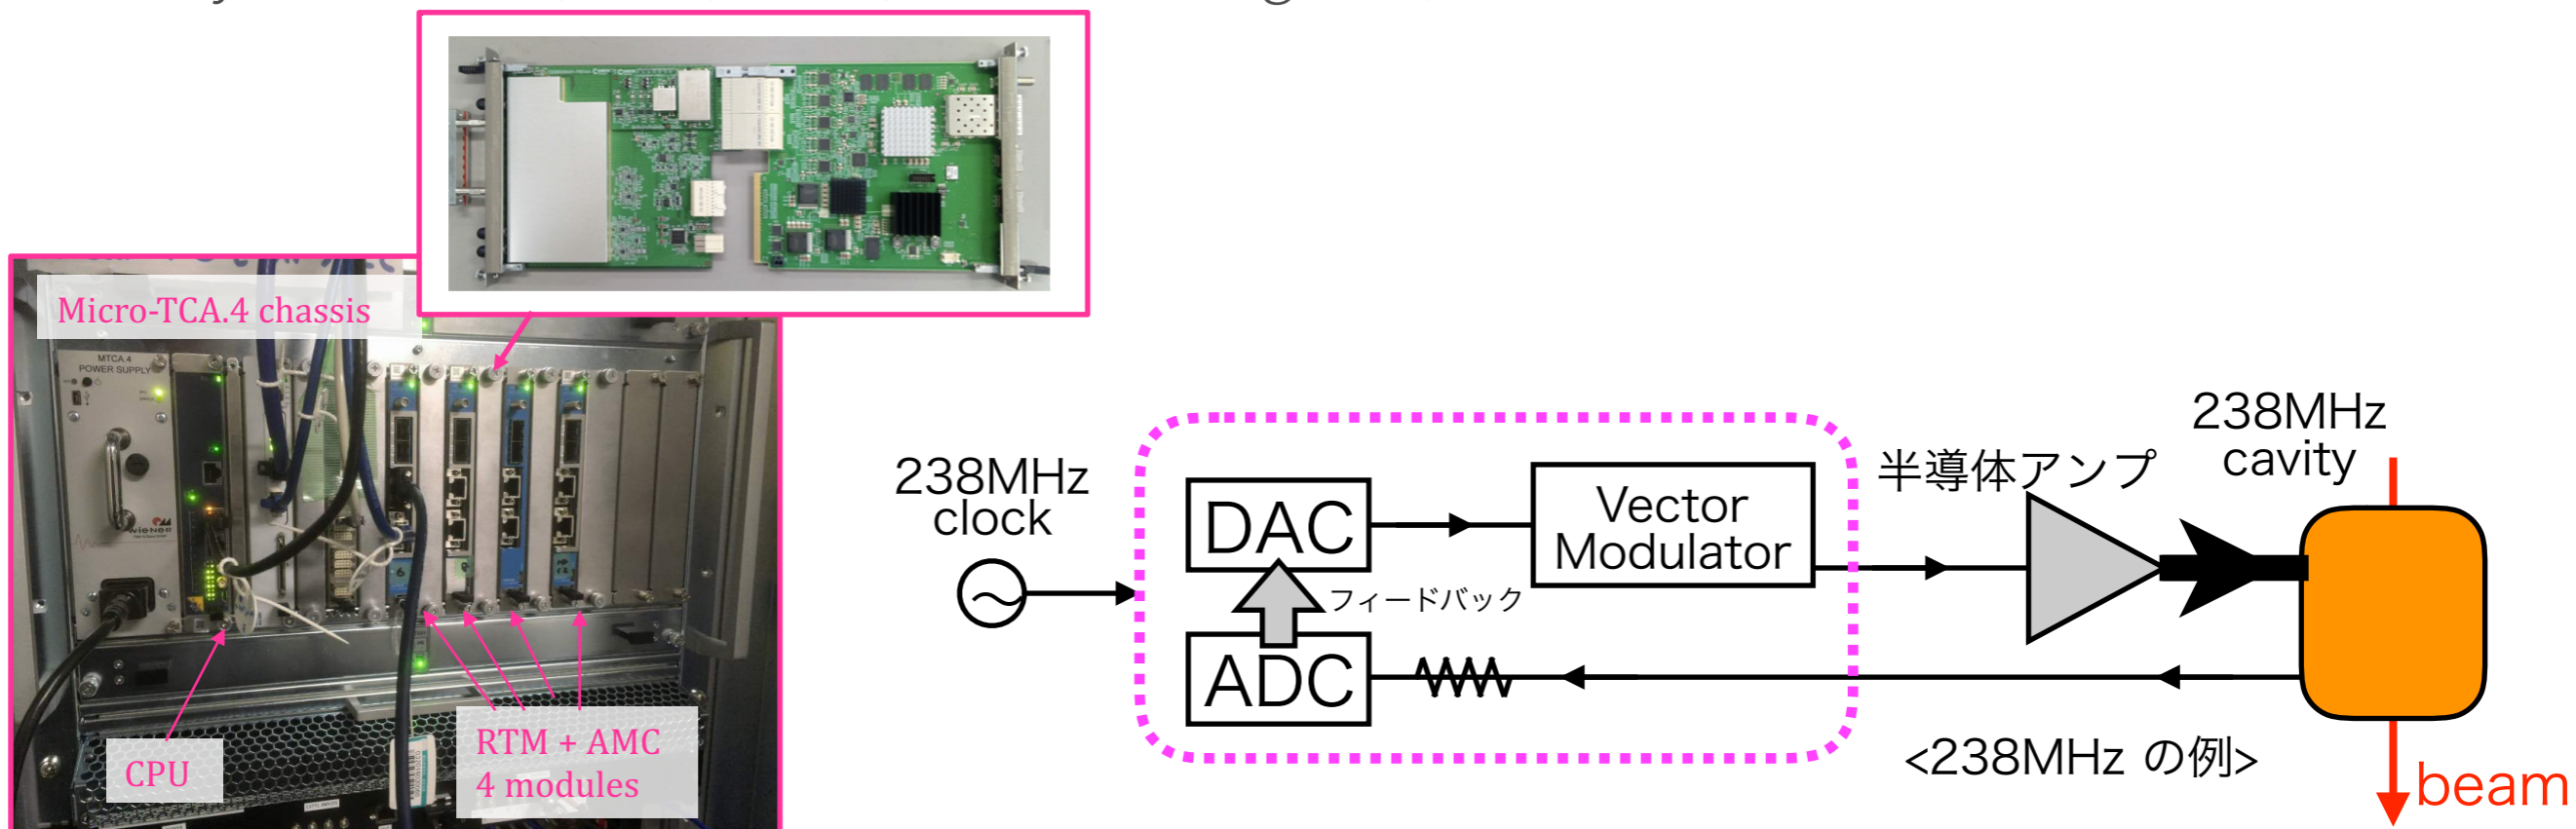 Micro-TCA.4 chassis
MTCA.4
POWER SUPPLY
CPU
RTM + AMC
4 modules
238MHz
clock
DAC
Vector
Modulator
フィードバック
ADC
半導体アンプ
238MHz
cavity
<238MHz の例>
beam